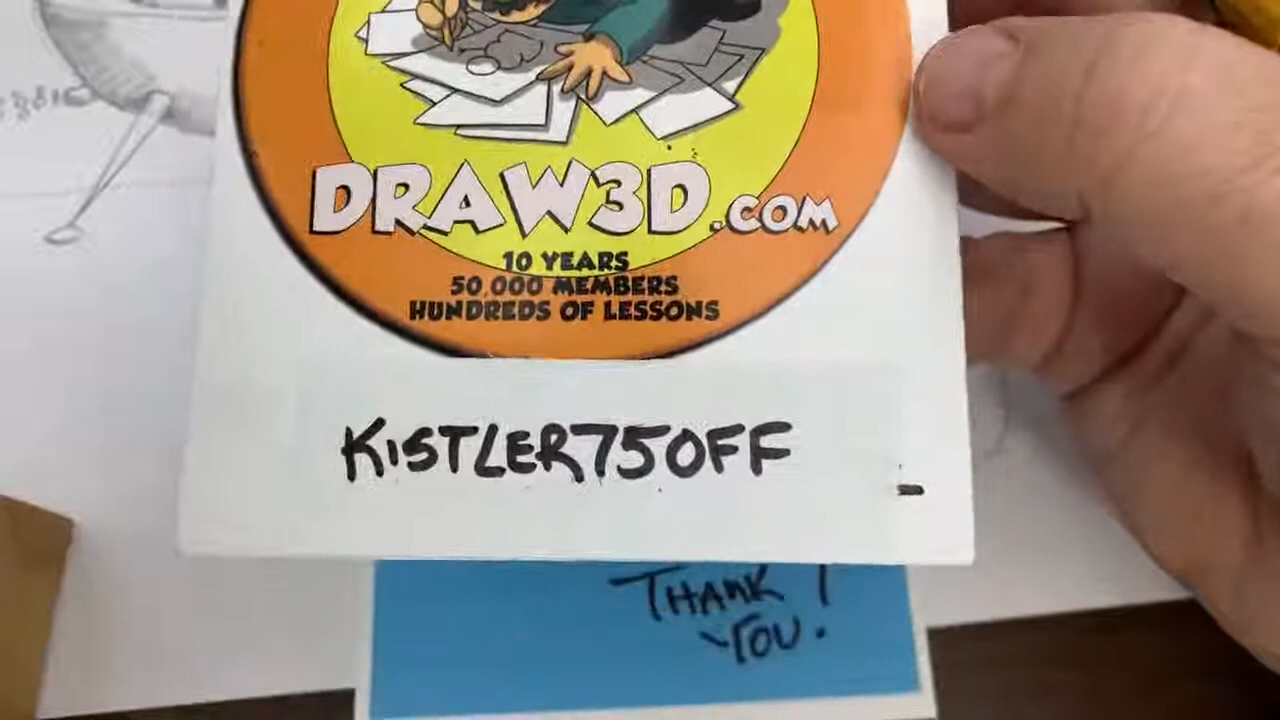 DRAW3D.COM
10 YEARS
50,000 MEMBERS
HUNDREDS OF LESSONS
KISTLER75OFF
THANK
YOU.